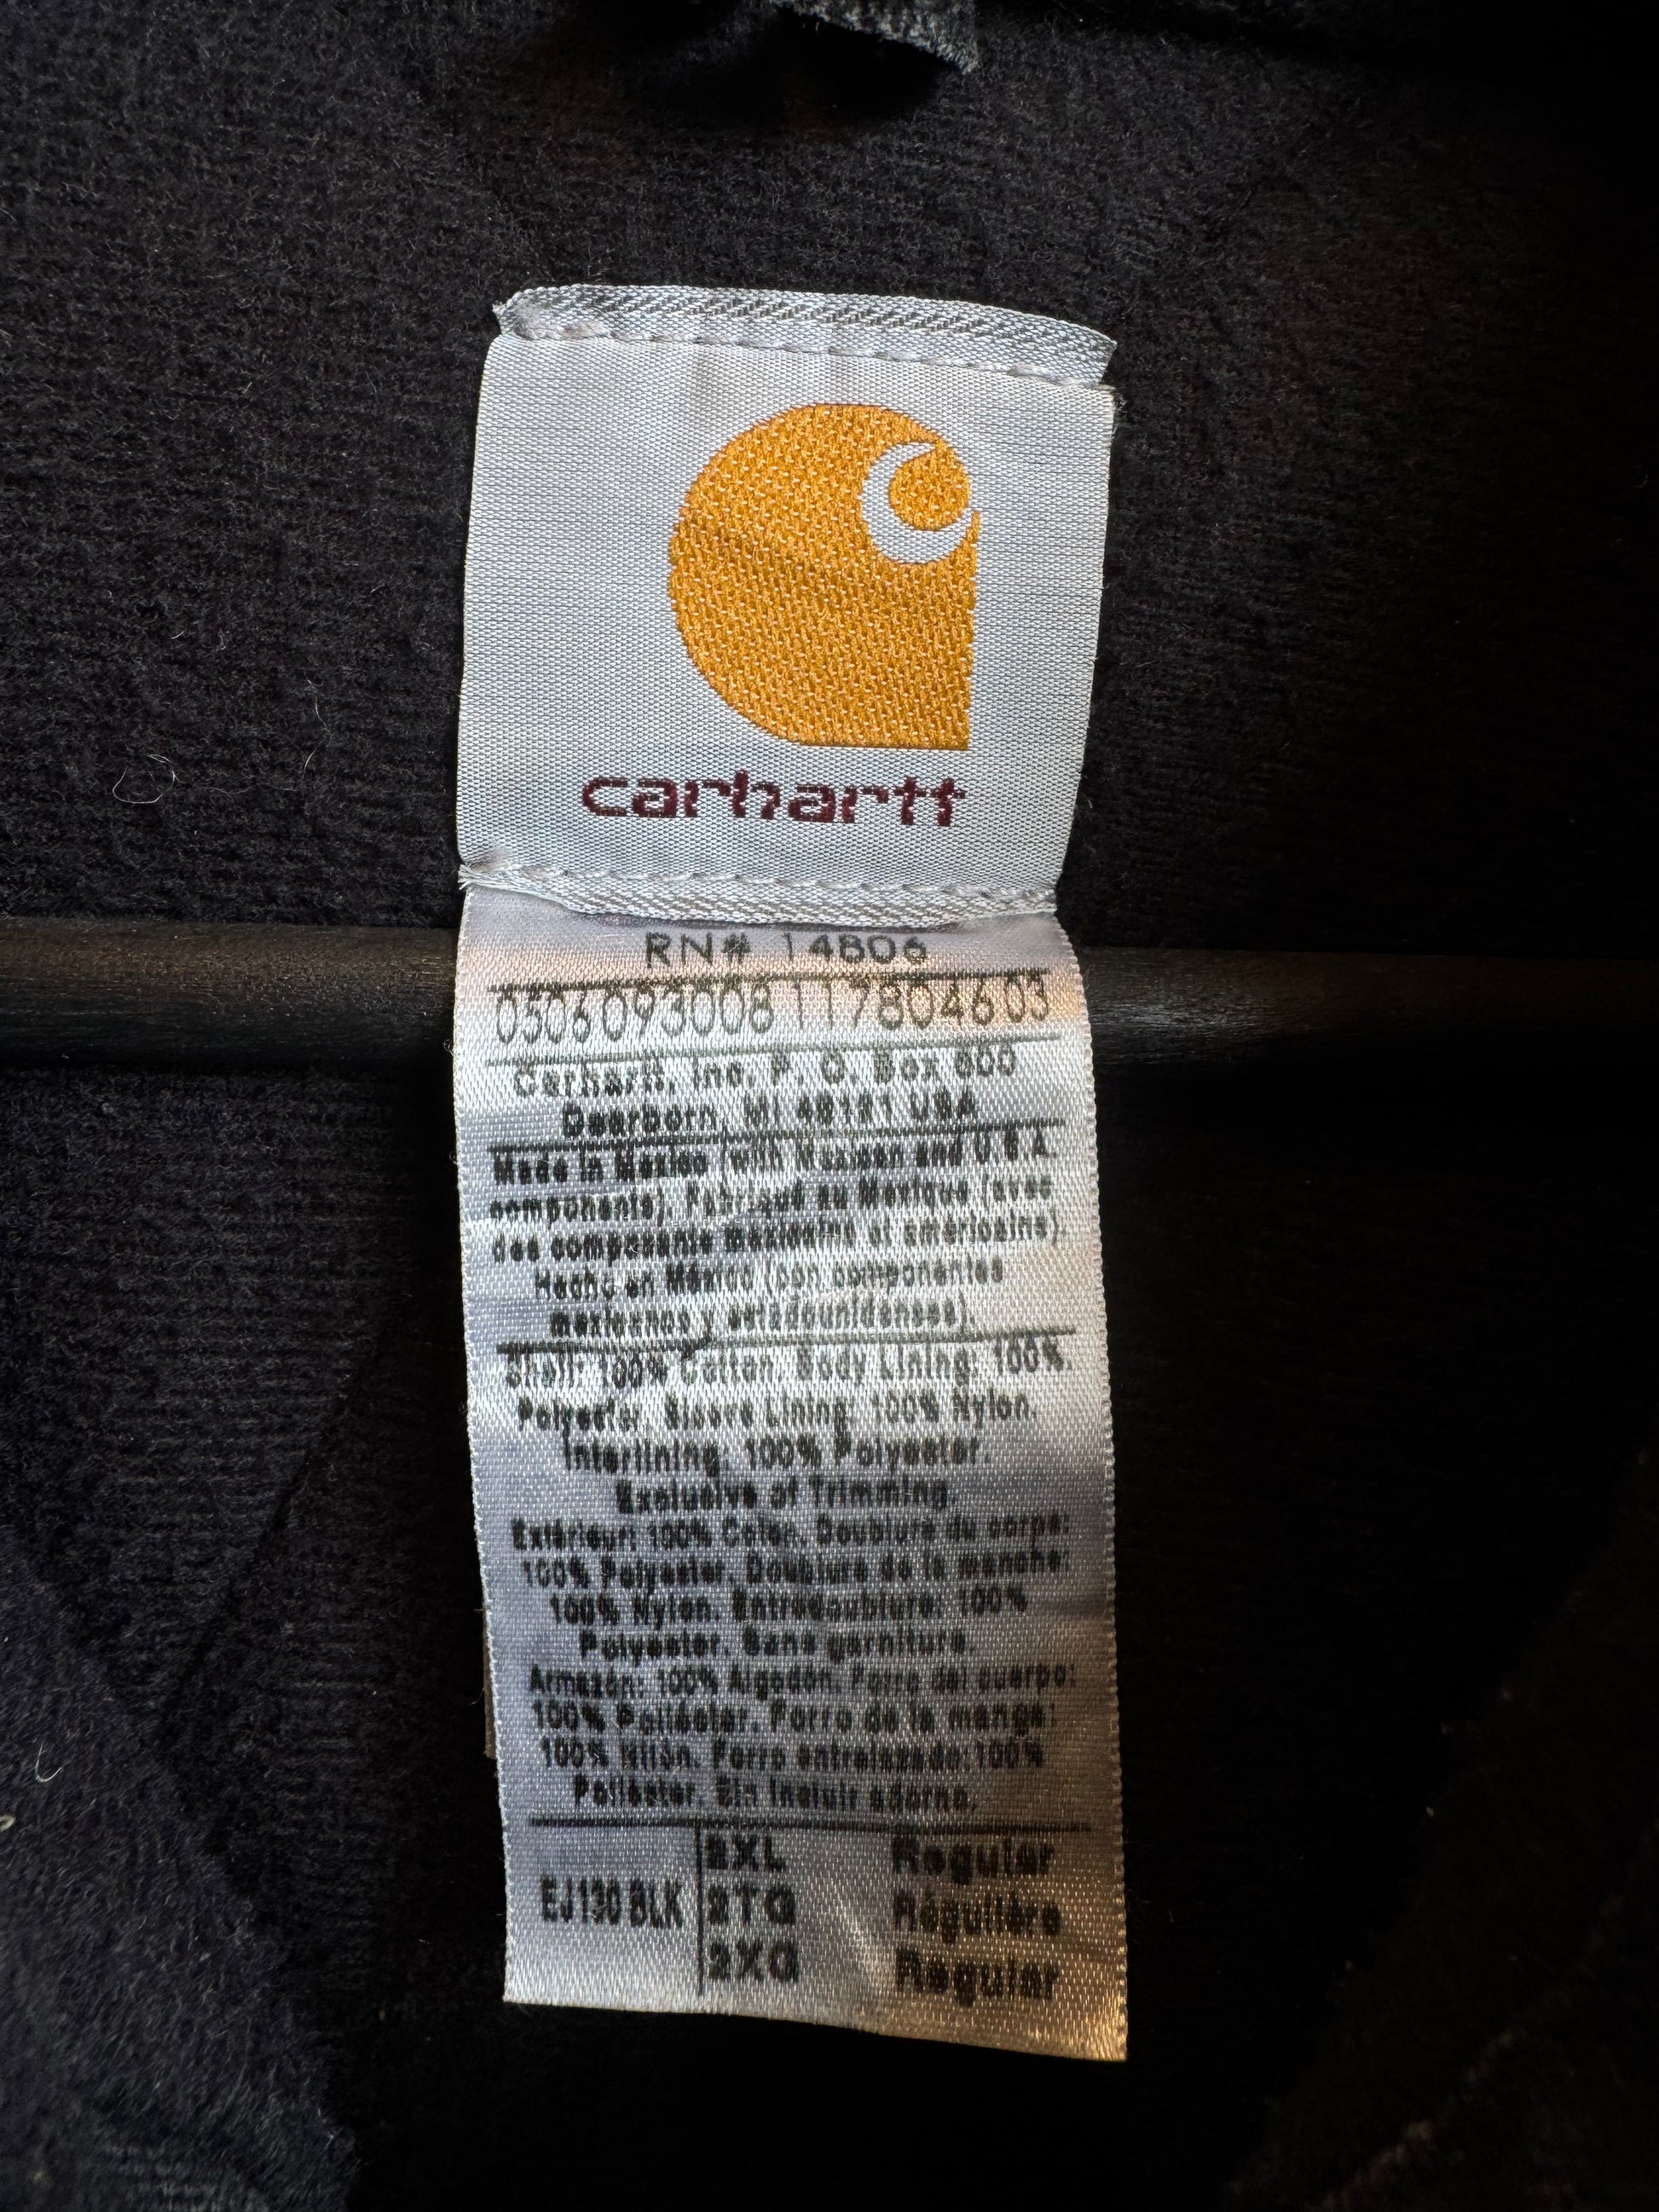 carhartt
RN# 14806
0506093008117804603
Carhartt, Inc. P. O. Box 600
Dearborn, MI 48121 USA
Made in Mexico (with Mexican and U.S.A.
components). Fabriqué au Mexique (avec
des composants mexicains et américains).
Hecho en México (con componentes
mexicanos y estadounidenses).
Shell: 100% Cotton. Body Lining: 100%
Polyester. Sleeve Lining: 100% Nylon.
Interlining: 100% Polyester.
Exclusive of Trimming.
Extérieur: 100% Coton. Doublure du corps:
100% Polyester. Doublure de la manche:
100% Nylon. Entredoublure: 100%
Polyester. Sans garniture.
Armazón: 100% Algodón. Forro del cuerpo:
100% Poliéster. Forro de la manga:
100% Nilón. Forro entrelazado: 100%
Poliéster. Sin incluir adorno.
EJ130 BLK
2XL Regular
2TG Régulière
2XG Regular